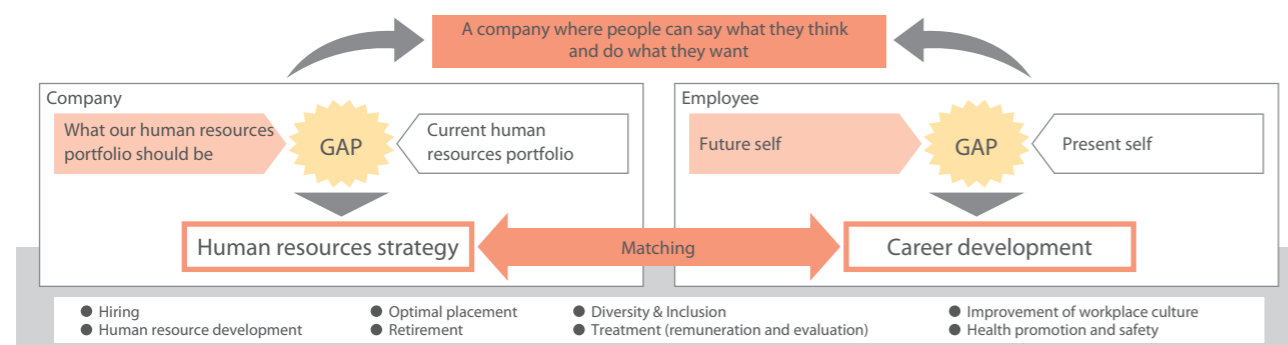 A company where people can say what they think
and do what they want
Company
What our human resources
portfolio should be
GAP
Current human
resources portfolio
Human resources strategy
Matching
Employee
Future self
GAP
Present self
Career development
● Hiring
● Human resource development
● Optimal placement
● Retirement
● Diversity & Inclusion
● Treatment (remuneration and evaluation)
● Improvement of workplace culture
● Health promotion and safety